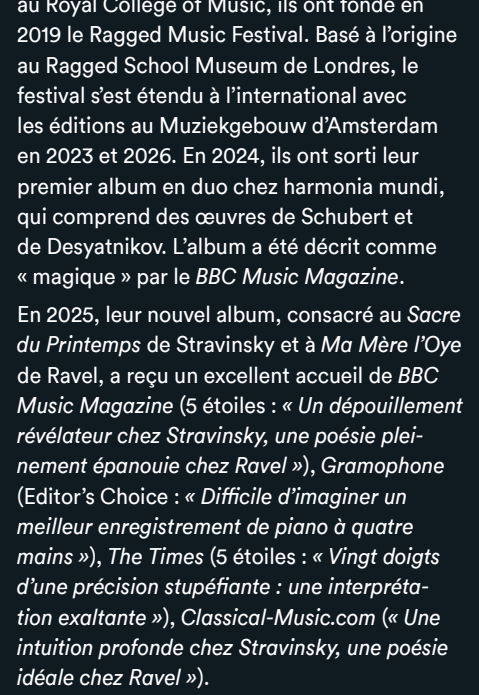 au Royal College of Music, ils ont fondé en
2019 le Ragged Music Festival. Basé à l’origine
au Ragged School Museum de Londres, le
festival s’est étendu à l’international avec
les éditions au Muziekgebouw d’Amsterdam
en 2023 et 2026. En 2024, ils ont sorti leur
premier album en duo chez harmonia mundi,
qui comprend des œuvres de Schubert et
de Desyatnikov. L’album a été décrit comme
« magique » par le BBC Music Magazine.
En 2025, leur nouvel album, consacré au Sacre
du Printemps de Stravinsky et à Ma Mère l’Oye
de Ravel, a reçu un excellent accueil de BBC
Music Magazine (5 étoiles : « Un dépouillement
révélateur chez Stravinsky, une poésie plei-
nement épanouie chez Ravel »), Gramophone
(Editor’s Choice : « Difficile d’imaginer un
meilleur enregistrement de piano à quatre
mains »), The Times (5 étoiles : « Vingt doigts
d’une précision stupéfiante : une interpréta-
tion exaltante »), Classical-Music.com (« Une
intuition profonde chez Stravinsky, une poésie
idéale chez Ravel »).